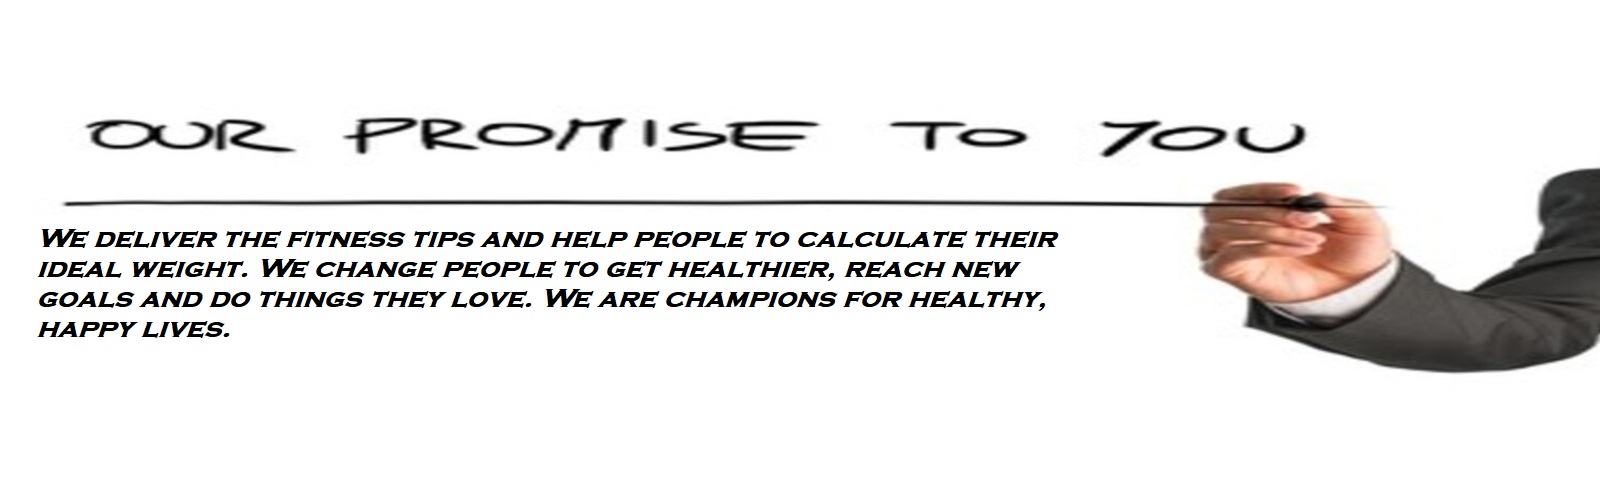 OUR PROMISE TO YOU
WE DELIVER THE FITNESS TIPS AND HELP PEOPLE TO CALCULATE THEIR
IDEAL WEIGHT. WE CHANGE PEOPLE TO GET HEALTHIER, REACH NEW
GOALS AND DO THINGS THEY LOVE. WE ARE CHAMPIONS FOR HEALTHY,
HAPPY LIVES.